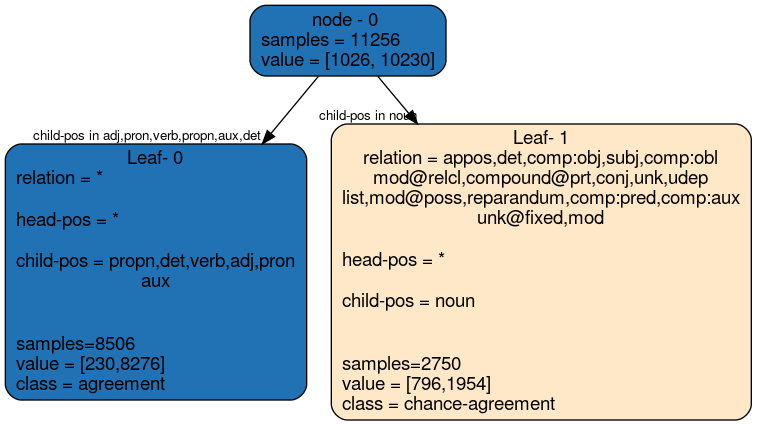 node - 0
samples = 11256
value = [1026, 10230]
child-pos in adj,pron,verb,propn,aux,det
child-pos in noun
Leaf- 0
relation = *
head-pos = *
child-pos = propn,det,verb,adj,pron
aux
samples=8506
value = [230,8276]
class = agreement
Leaf- 1
relation = appos,det,comp:obj,subj,comp:obl
mod@relcl,compound@prt,conj,unk,udep
list,mod@poss,reparandum,comp:pred,comp:aux
unk@fixed,mod
head-pos = *
child-pos = noun
samples=2750
value = [796,1954]
class = chance-agreement